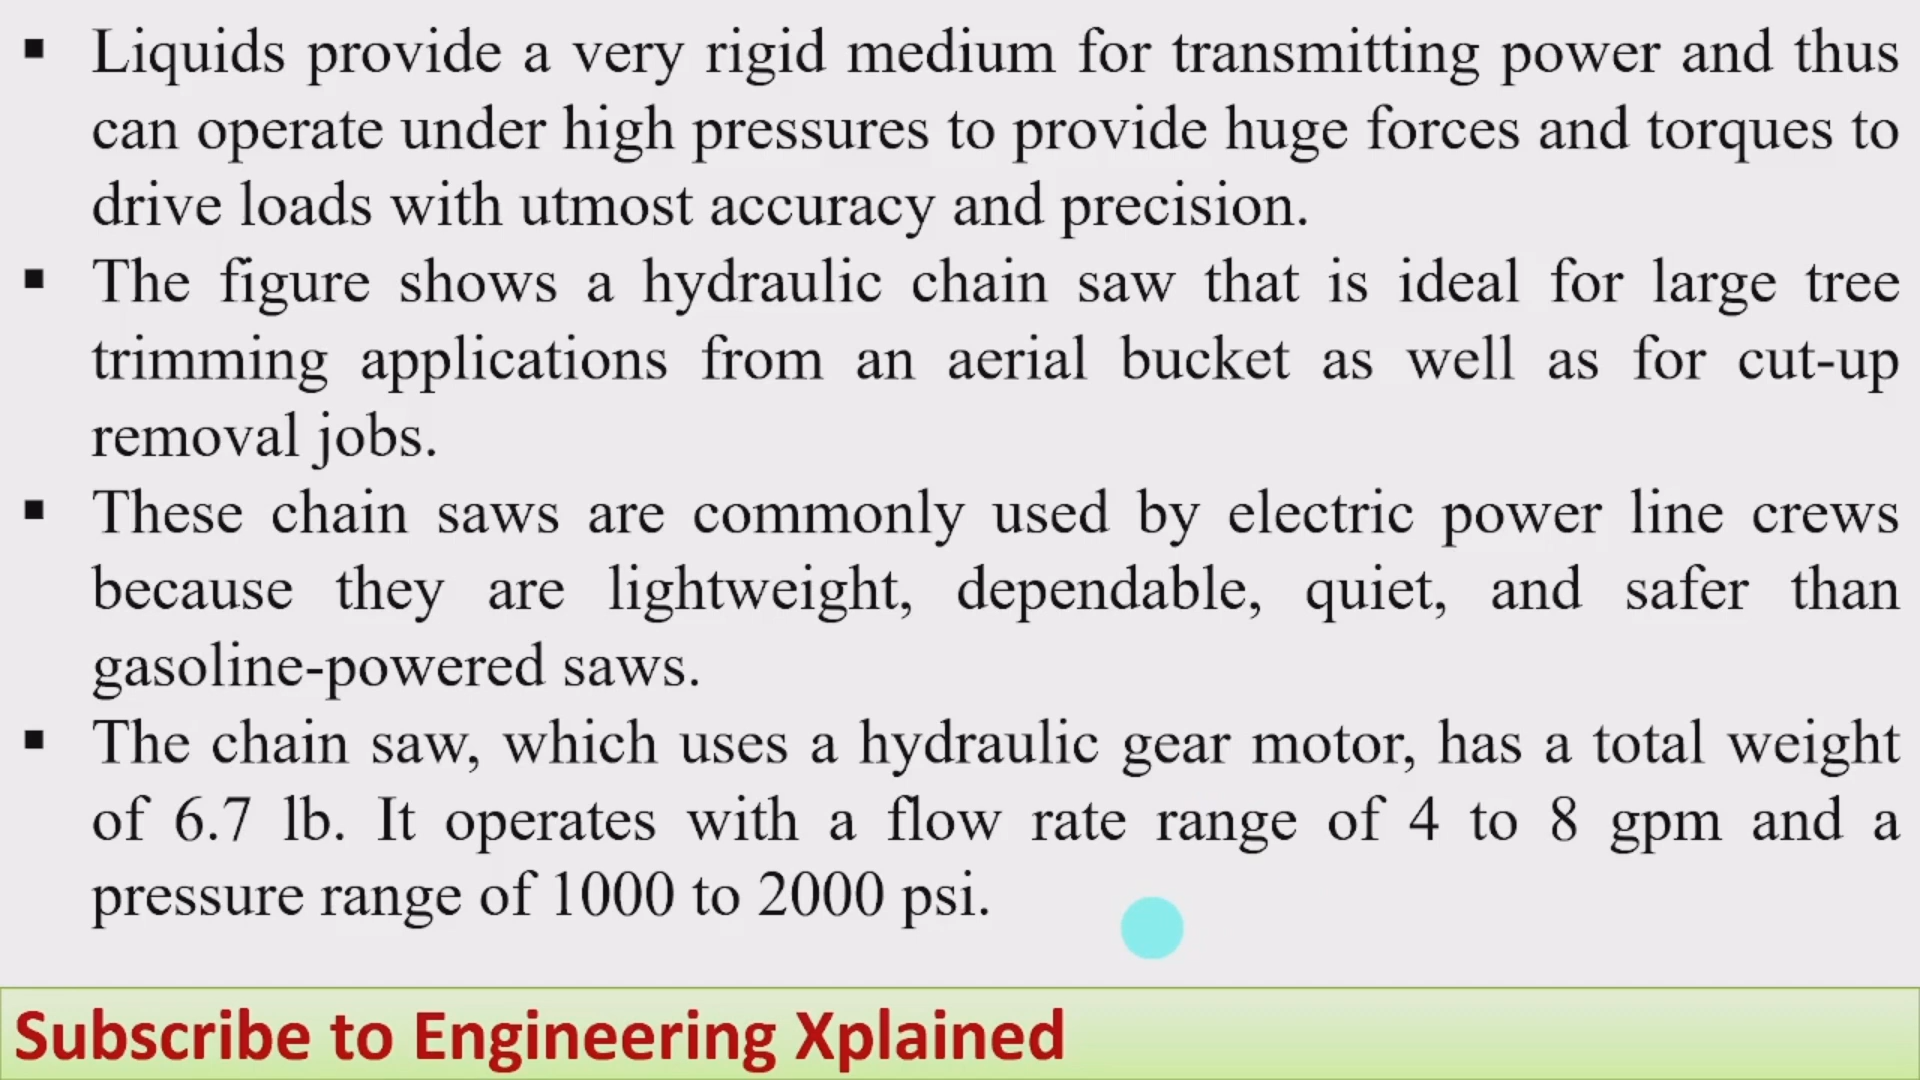 ▪ Liquids provide a very rigid medium for transmitting power and thus
can operate under high pressures to provide huge forces and torques to
drive loads with utmost accuracy and precision.
▪ The figure shows a hydraulic chain saw that is ideal for large tree
trimming applications from an aerial bucket as well as for cut-up
removal jobs.
▪ These chain saws are commonly used by electric power line crews
because they are lightweight, dependable, quiet, and safer than
gasoline-powered saws.
▪ The chain saw, which uses a hydraulic gear motor, has a total weight
of 6.7 lb. It operates with a flow rate range of 4 to 8 gpm and a
pressure range of 1000 to 2000 psi.
Subscribe to Engineering Xplained